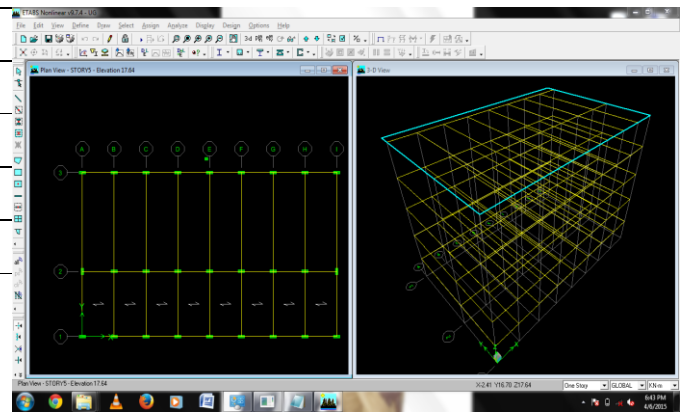 ETABS Nonlinear v9.7.4 - UG
File Edit View Define Draw Select Assign Analyze Display Design Options Help
3-d
Plan View - STORY5 - Elevation 17.64
3-D View
A B C D E F G H I
3
2
1
Plan View - STORY5 - Elevation 17.64
X-2.41 Y16.70 Z17.64
One Story
GLOBAL
KN-m
6:43 PM
4/6/2015